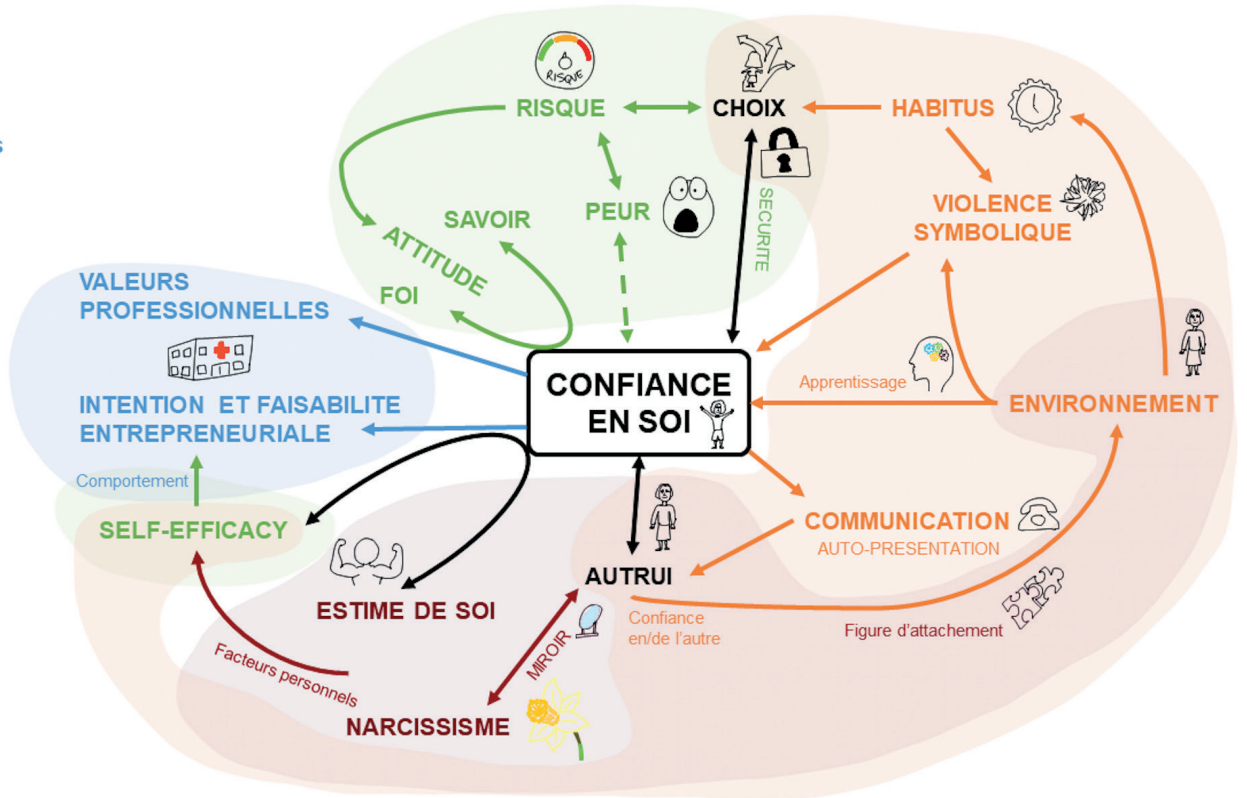 RISQUE
RISQUE
CHOIX
HABITUS
s
SECURITE
PEUR
SAVOIR
ATTITUDE
FOI
VIOLENCE
SYMBOLIQUE
VALEURS
PROFESSIONNELLES
INTENTION ET FAISABILITE
ENTREPRENEURIALE
CONFIANCE
EN SOI
Apprentissage
ENVIRONNEMENT
Comportement
SELF-EFFICACY
COMMUNICATION
AUTO-PRESENTATION
AUTRUI
ESTIME DE SOI
Confiance
en/de l'autre
Figure d'attachement
MIROIR
Facteurs personnels
NARCISSISME